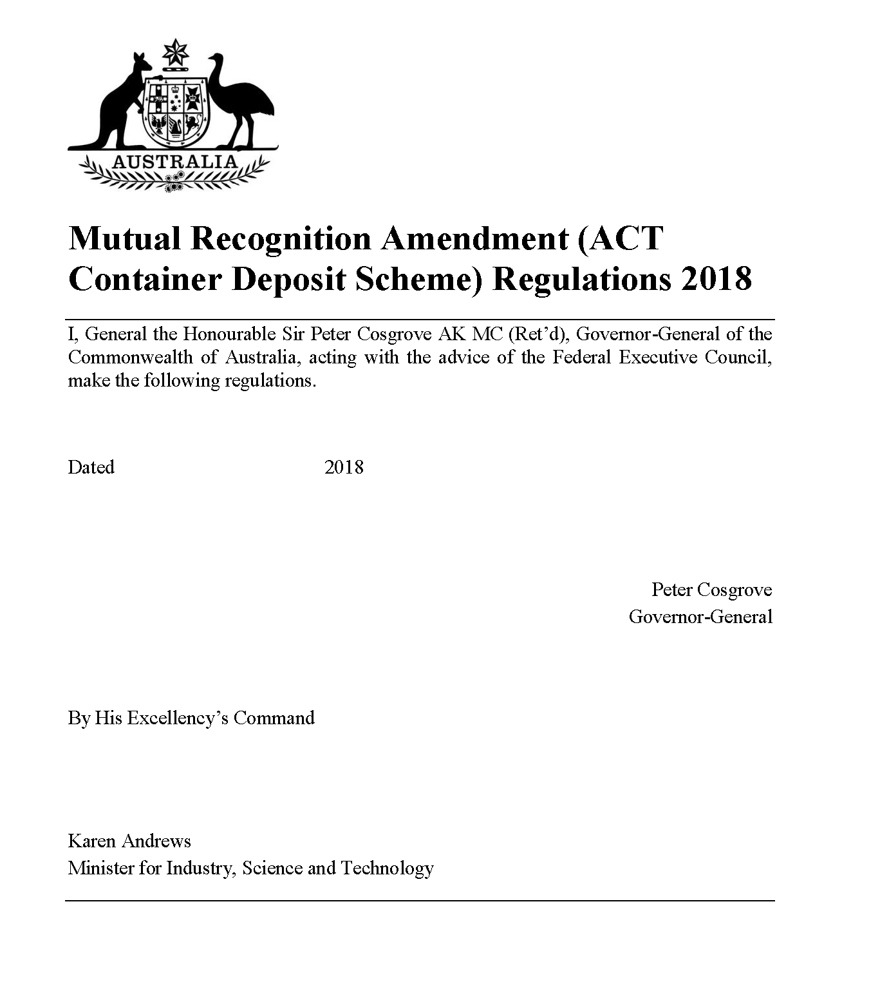 AUSTRALIA
Mutual Recognition Amendment (ACT
Container Deposit Scheme) Regulations 2018
I, General the Honourable Sir Peter Cosgrove AK MC (Ret’d), Governor-General of the
Commonwealth of Australia, acting with the advice of the Federal Executive Council,
make the following regulations.
Dated 2018
Peter Cosgrove
Governor-General
By His Excellency’s Command
Karen Andrews
Minister for Industry, Science and Technology